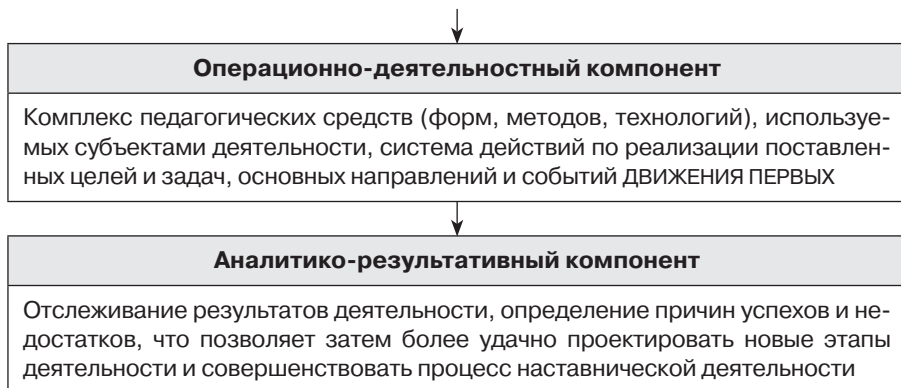 Операционно-деятельностный компонент
Комплекс педагогических средств (форм, методов, технологий), используе-
мых субъектами деятельности, система действий по реализации поставлен-
ных целей и задач, основных направлений и событий ДВИЖЕНИЯ ПЕРВЫХ
Аналитико-результативный компонент
Отслеживание результатов деятельности, определение причин успехов и не-
достатков, что позволяет затем более удачно проектировать новые этапы
деятельности и совершенствовать процесс наставнической деятельности